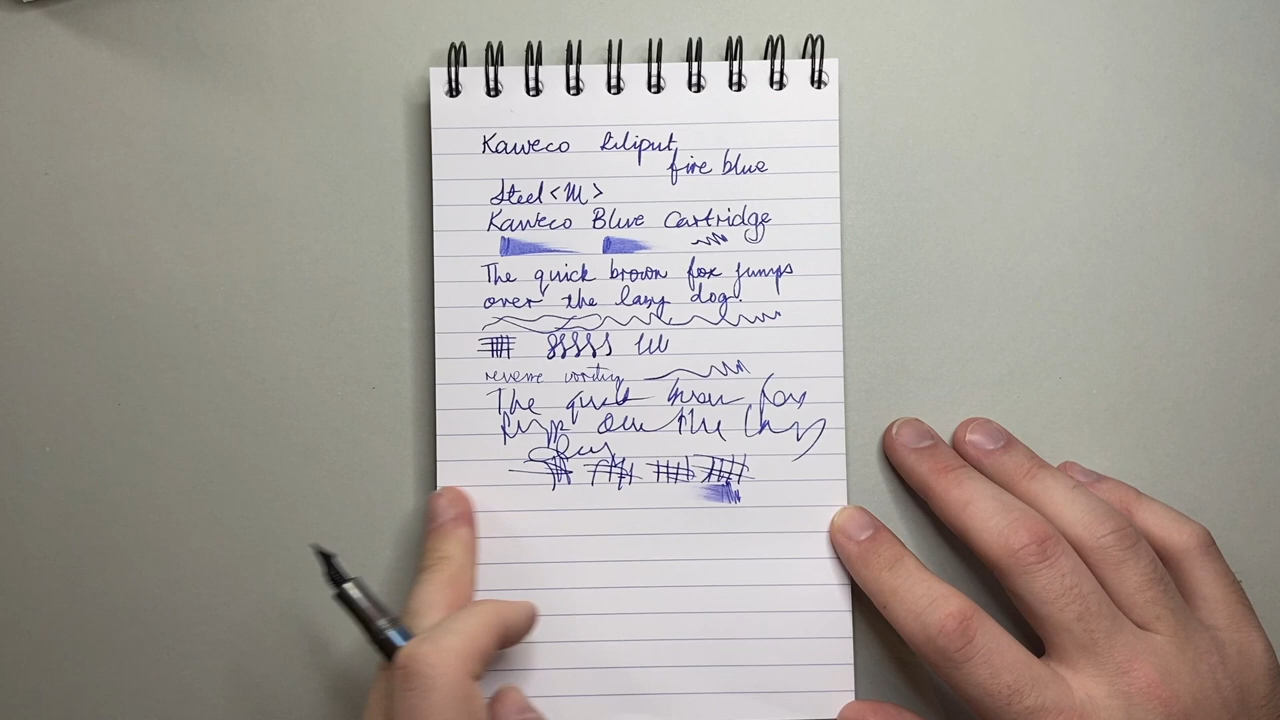 Kaweco Liliput,
fire blue
Steel <M>
Kaweco Blue Cartridge
The quick brown fox jumps
over the lazy dog.
reverse writing
The quick brown fox
jumps over the lazy
dog